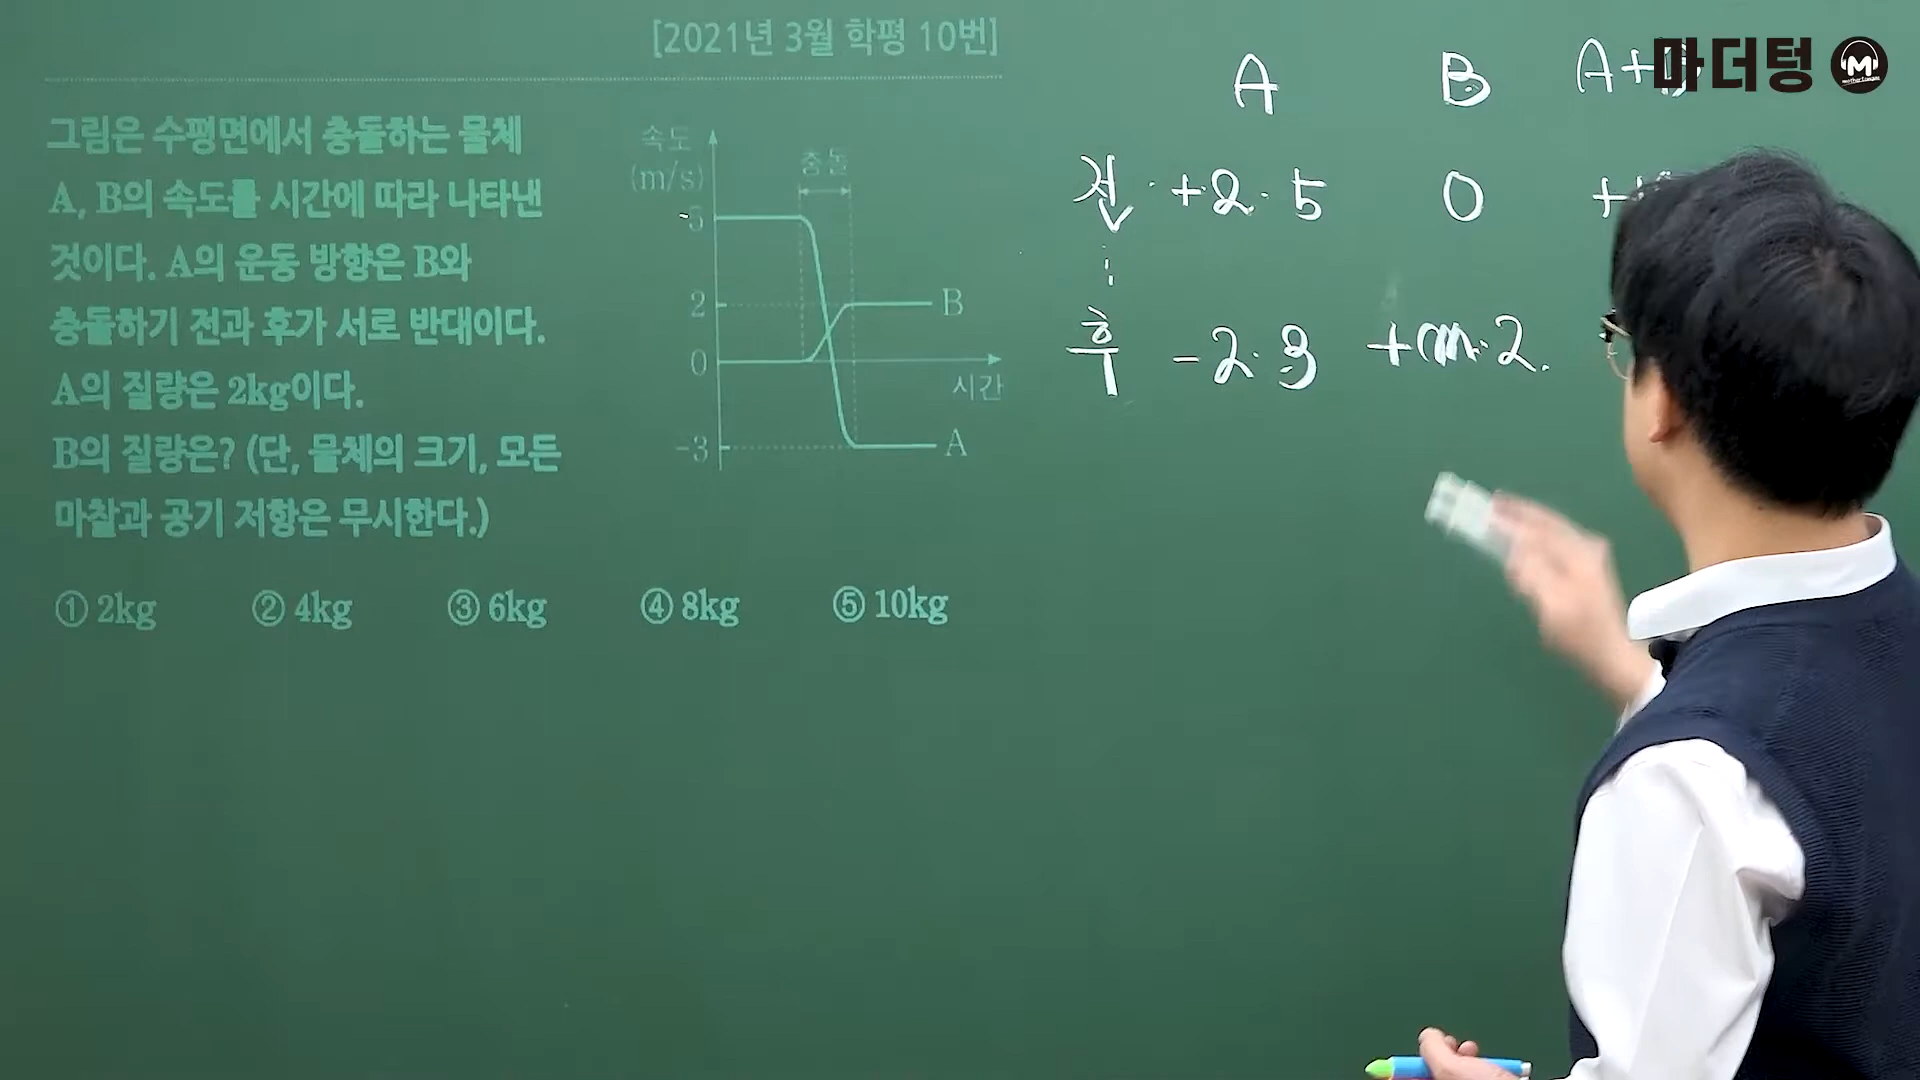 [2021년 3월 학평 10번]
그림은 수평면에서 충돌하는 물체
A, B의 속도를 시간에 따라 나타낸
것이다. A의 운동 방향은 B와
충돌하기 전과 후가 서로 반대이다.
A의 질량은 2kg이다.
B의 질량은? (단, 물체의 크기, 모든
마찰과 공기 저항은 무시한다.)
① 2kg ② 4kg ③ 6kg ④ 8kg ⑤ 10kg
속도
(m/s)
충돌
5
2
0
-3
B
A
시간
A B A+
전 +2·5 0 +
후 -2·3 +m·2.
마더텅
M